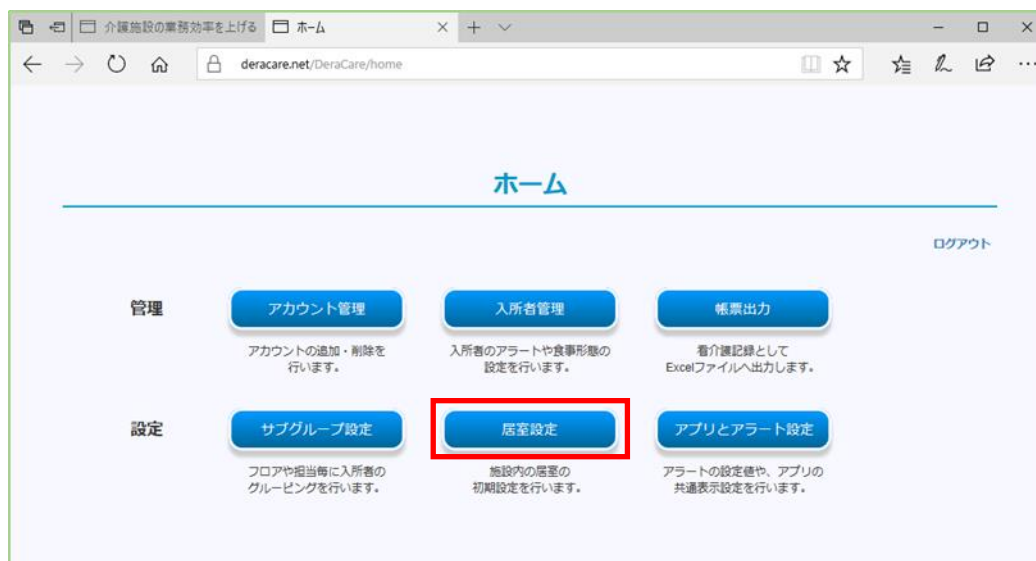 介護施設の業務効率を上げる
ホーム
deracare.net/DeraCare/home
ホーム
ログアウト
管理
アカウント管理
入所者管理
帳票出力
アカウントの追加・削除を
行います。
入所者のアラートや食事形態の
設定を行います。
看介護記録として
Excelファイルへ出力します。
設定
サブグループ設定
居室設定
アプリとアラート設定
フロアや担当毎に入所者の
グルーピングを行います。
施設内の居室の
初期設定を行います。
アラートの設定値や、アプリの
共通表示設定を行います。